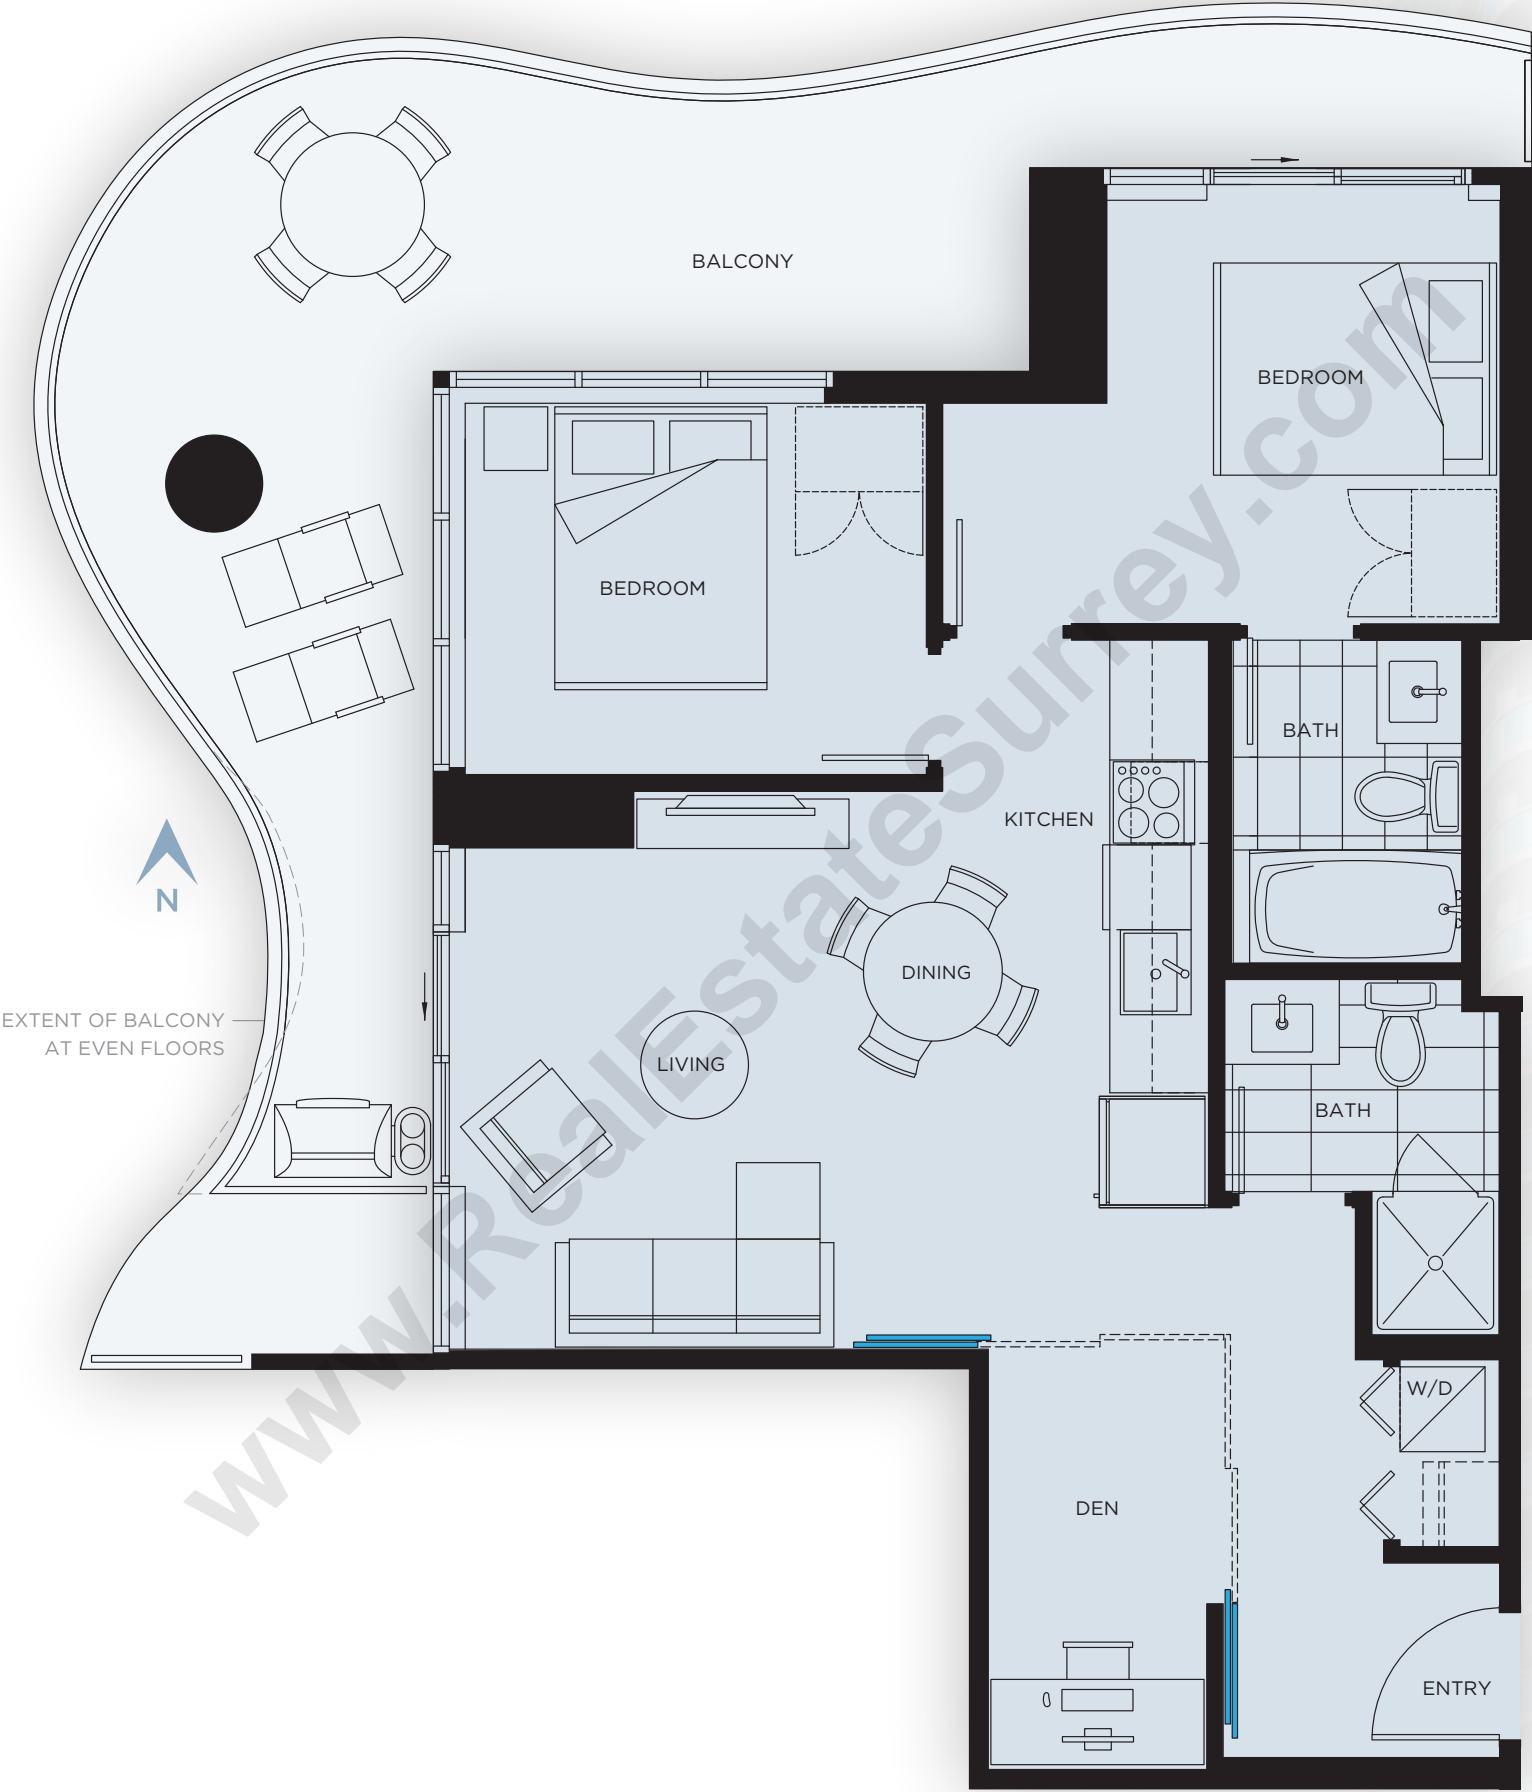 BALCONY
BEDROOM
BEDROOM
BATH
KITCHEN
N
DINING
EXTENT OF BALCONY
AT EVEN FLOORS
LIVING
BATH
W/D
DEN
ENTRY
www.RealEstateSurrey.com